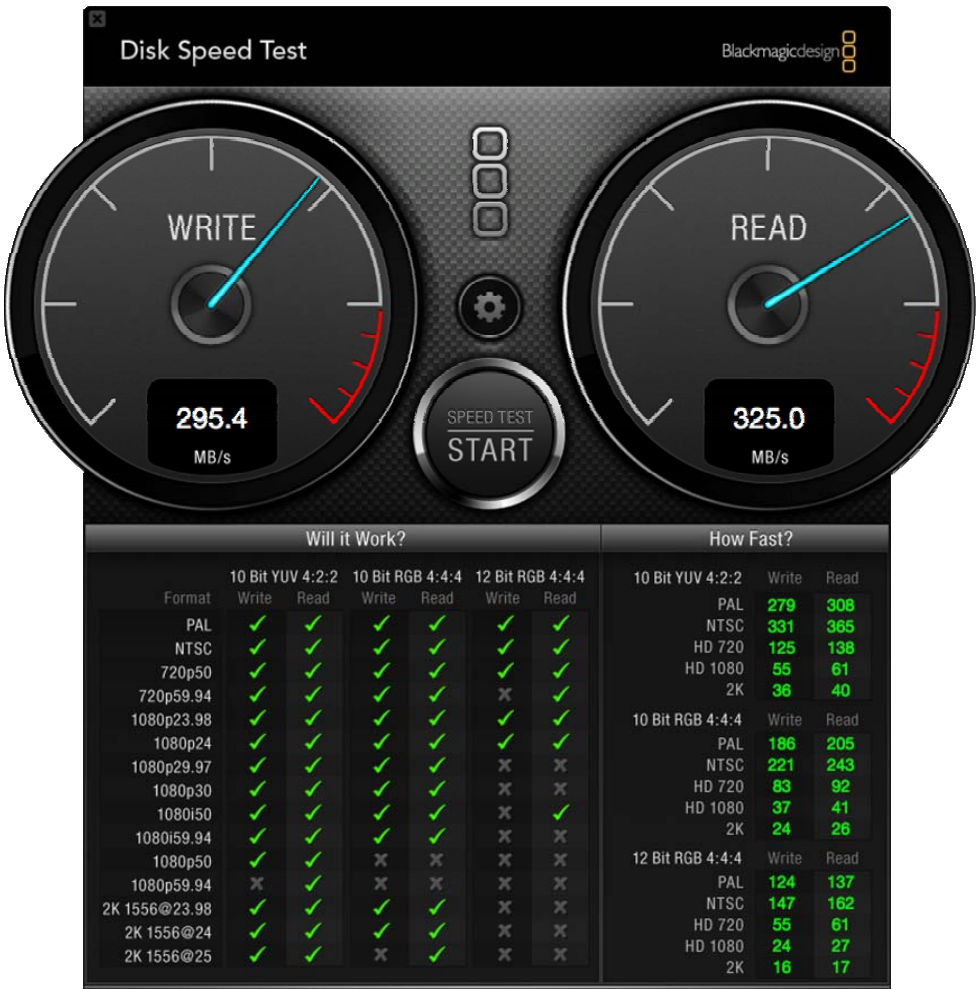 Disk Speed Test
Blackmagicdesign
WRITE
READ
295.4
MB/s
SPEED TEST
START
325.0
MB/s
Will it Work?
How Fast?
10 Bit YUV 4:2:2 10 Bit RGB 4:4:4 12 Bit RGB 4:4:4
Format Write Read Write Read Write Read
PAL ✓ ✓ ✓ ✓ ✓ ✓
NTSC ✓ ✓ ✓ ✓ ✓ ✓
720p50 ✓ ✓ ✓ ✓ ✓ ✓
720p59.94 ✓ ✓ ✓ ✓ ✗ ✓
1080p23.98 ✓ ✓ ✓ ✓ ✓ ✓
1080p24 ✓ ✓ ✓ ✓ ✓ ✓
1080p29.97 ✓ ✓ ✓ ✓ ✗ ✗
1080p30 ✓ ✓ ✓ ✓ ✗ ✗
1080i50 ✓ ✓ ✓ ✓ ✗ ✓
1080i59.94 ✓ ✓ ✓ ✓ ✗ ✗
1080p50 ✓ ✓ ✗ ✗ ✗ ✗
1080p59.94 ✗ ✓ ✗ ✗ ✗ ✗
2K 1556@23.98 ✓ ✓ ✓ ✓ ✗ ✗
2K 1556@24 ✓ ✓ ✓ ✓ ✗ ✗
2K 1556@25 ✓ ✓ ✗ ✓ ✗ ✗
10 Bit YUV 4:2:2 Write Read
PAL 279 308
NTSC 331 365
HD 720 125 138
HD 1080 55 61
2K 36 40
10 Bit RGB 4:4:4 Write Read
PAL 186 205
NTSC 221 243
HD 720 83 92
HD 1080 37 41
2K 24 26
12 Bit RGB 4:4:4 Write Read
PAL 124 137
NTSC 147 162
HD 720 55 61
HD 1080 24 27
2K 16 17